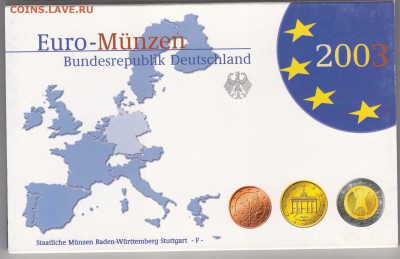 COINS.LAVE.RU
Euro-Münzen
Bundesrepublik Deutschland
2003
Staatliche Münzen Baden-Württemberg Stuttgart - F -